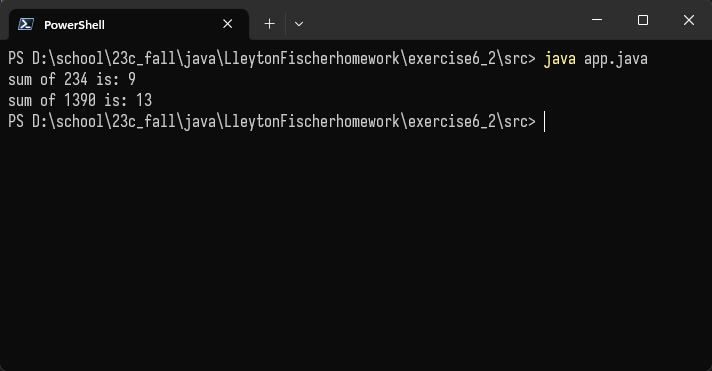 PowerShell
PS D:\school\23c_fall\java\LleytonFischerhomework\exercise6_2\src> java app.java
sum of 234 is: 9
sum of 1390 is: 13
PS D:\school\23c_fall\java\LleytonFischerhomework\exercise6_2\src>